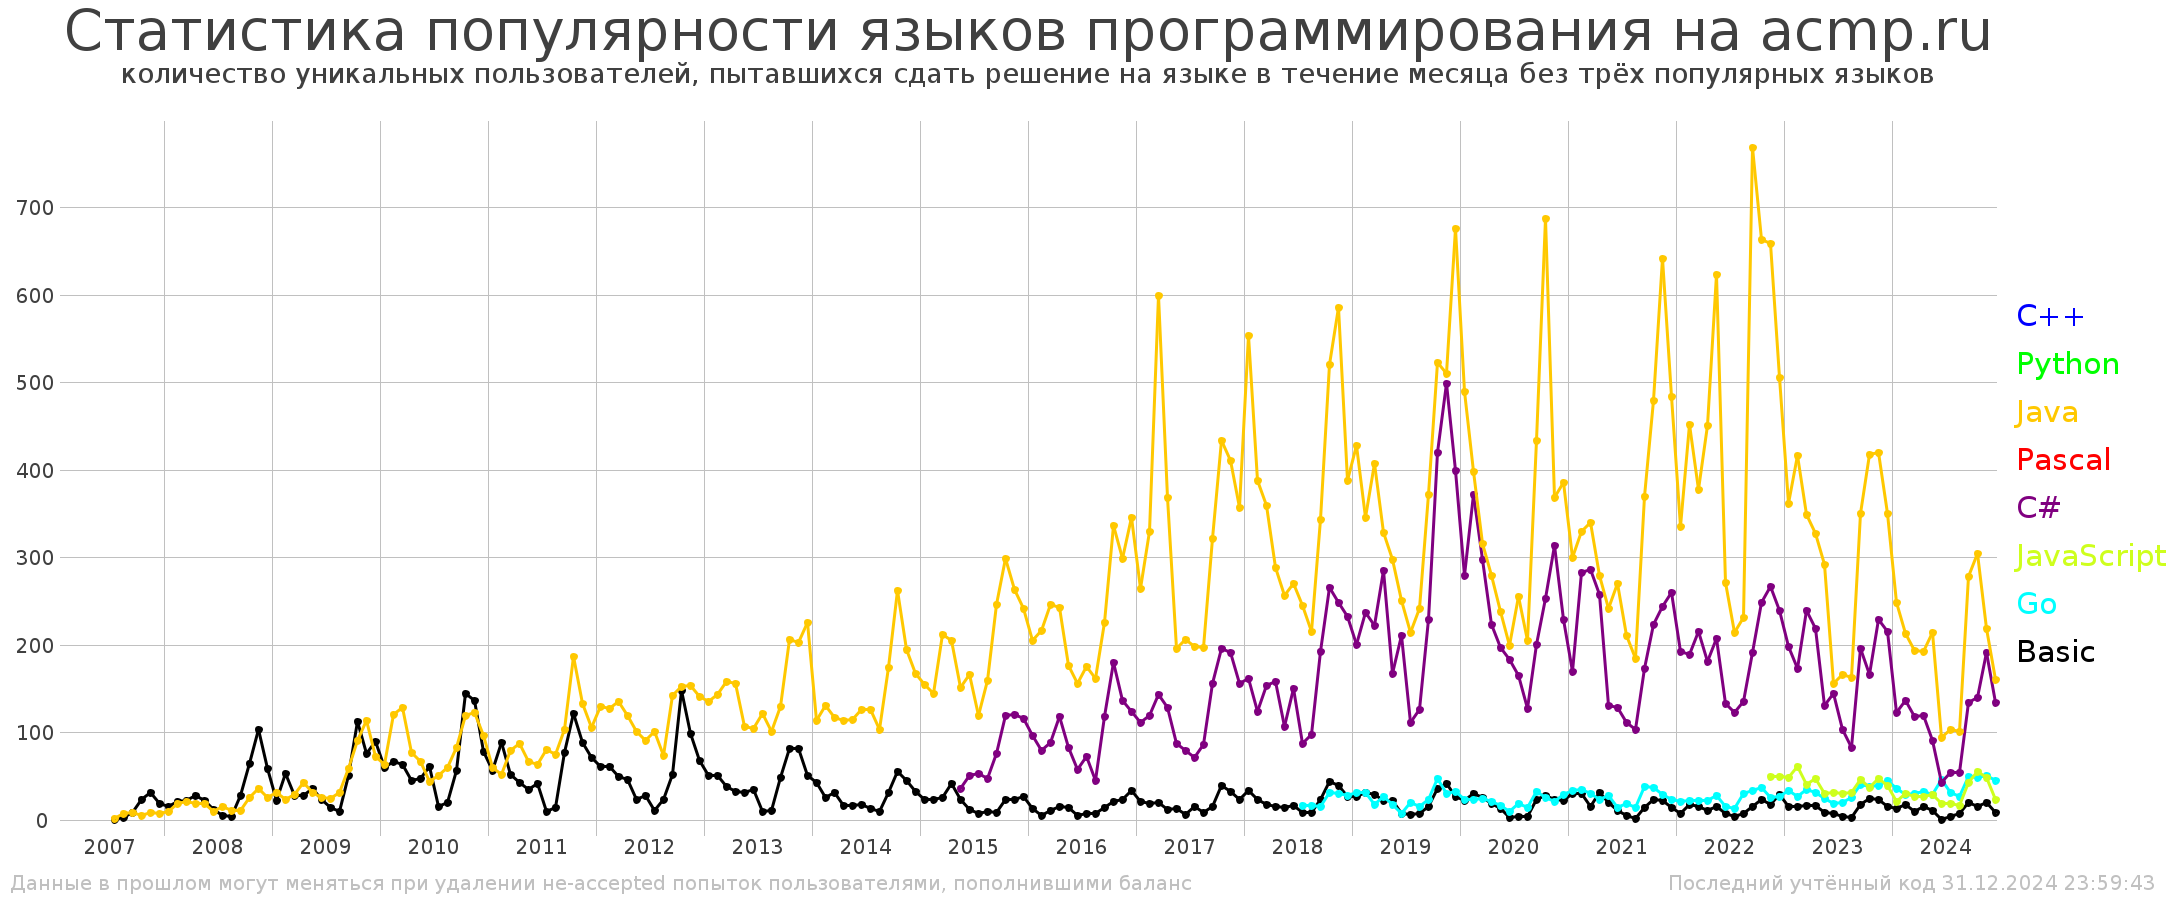 Статистика популярности языков программирования на acmp.ru
количество уникальных пользователей, пытавшихся сдать решение на языке в течение месяца без трёх популярных языков
700
600
500
400
300
200
100
0
2007 2008 2009 2010 2011 2012 2013 2014 2015 2016 2017 2018 2019 2020 2021 2022 2023 2024
C++
Python
Java
Pascal
C#
JavaScript
Go
Basic
Данные в прошлом могут меняться при удалении не-accepted попыток пользователями, пополнившими баланс
Последний учтённый код 31.12.2024 23:59:43